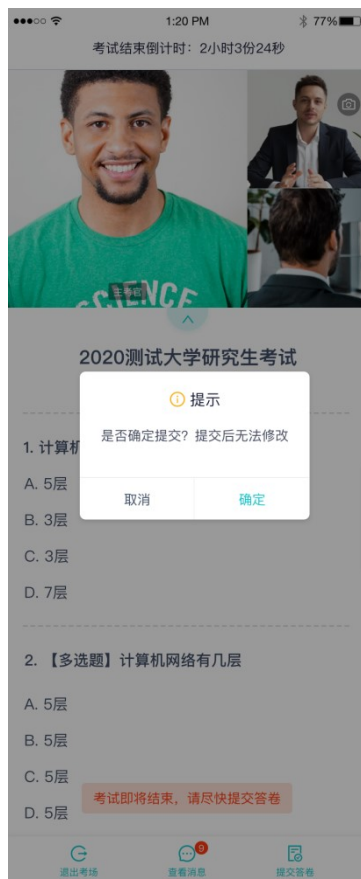 1:20 PM
77%
考试结束倒计时：2小时3份24秒
SCIENCE
主考官
2020测试大学研究生考试
提示
是否确定提交？提交后无法修改
取消
确定
1. 计算机
A. 5层
B. 3层
C. 3层
D. 7层
2. 【多选题】计算机网络有几层
A. 5层
B. 5层
C. 5层
考试即将结束，请尽快提交答卷
D. 5层
9
退出考场
查看消息
提交答卷